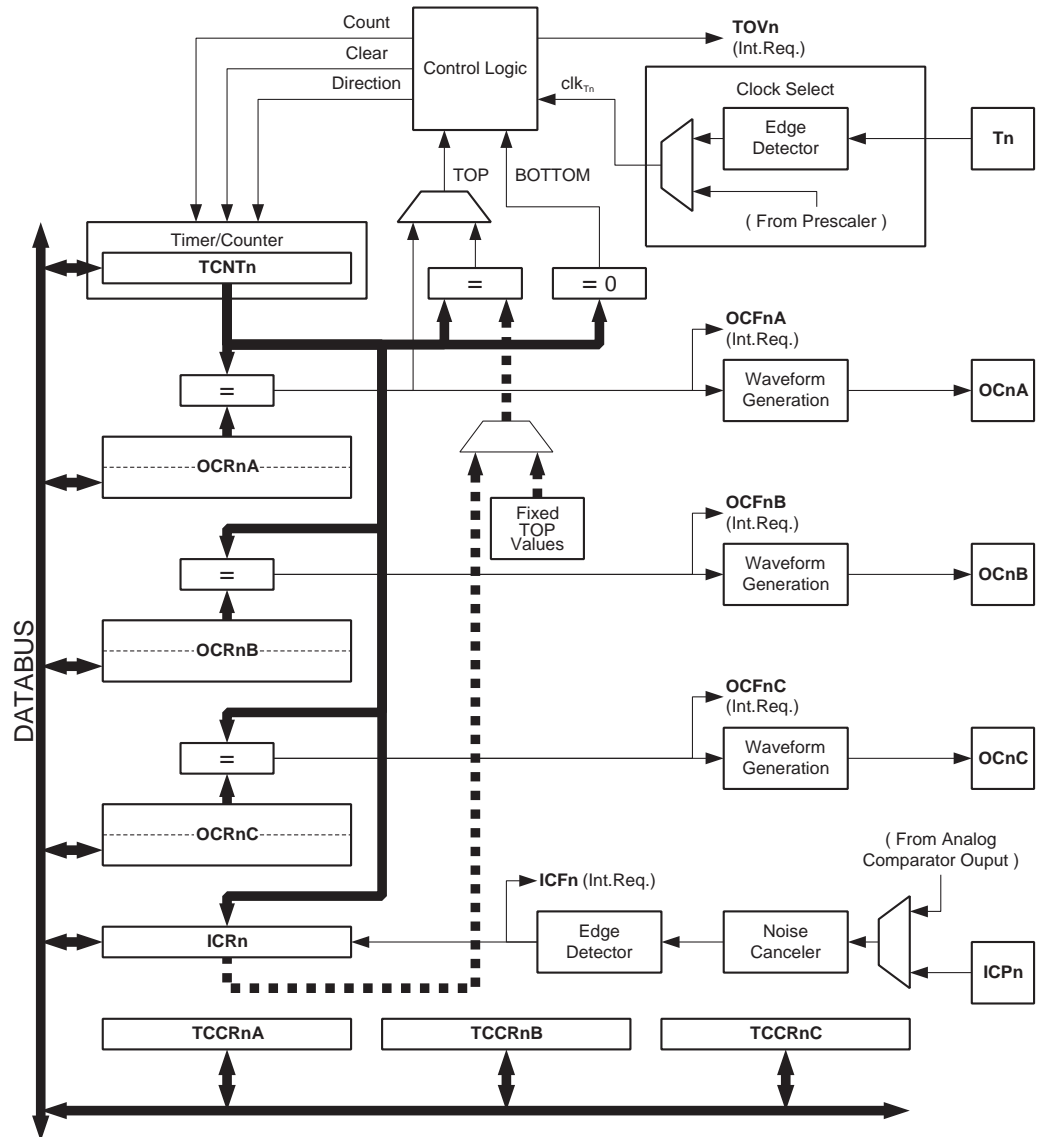 Count
Clear
Direction
Control Logic
TOVn
(Int.Req.)
clkTn
Clock Select
Edge
Detector
Tn
( From Prescaler )
TOP
BOTTOM
Timer/Counter
TCNTn
=
= 0
OCFnA
(Int.Req.)
=
Waveform
Generation
OCnA
OCRnA
Fixed
TOP
Values
OCFnB
(Int.Req.)
=
Waveform
Generation
OCnB
OCRnB
DATABUS
OCFnC
(Int.Req.)
=
Waveform
Generation
OCnC
OCRnC
( From Analog
Comparator Ouput )
ICFn (Int.Req.)
ICRn
Edge
Detector
Noise
Canceler
ICPn
TCCRnA
TCCRnB
TCCRnC